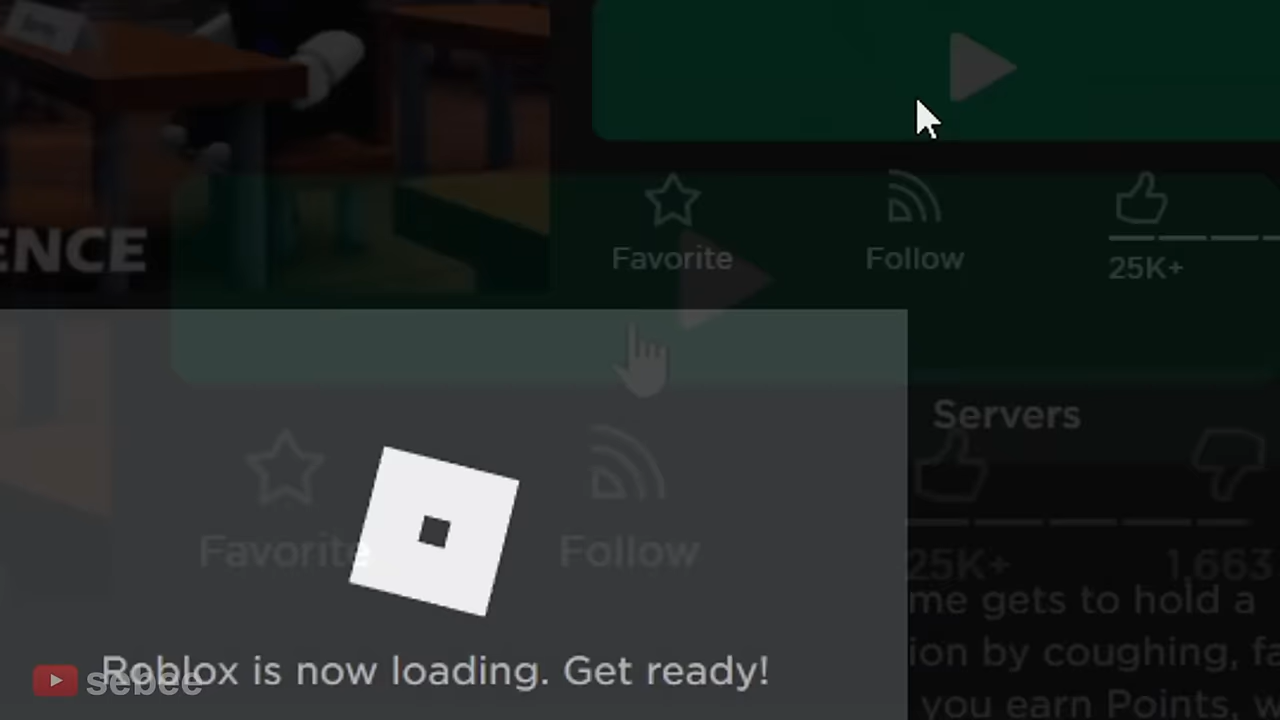 ENCE
Favorite
Follow
25K+
Servers
Favorite
Follow
25K+
1,663
me gets to hold a
ion by coughing, fa
you earn Points, w
Roblox is now loading. Get ready!
sebee